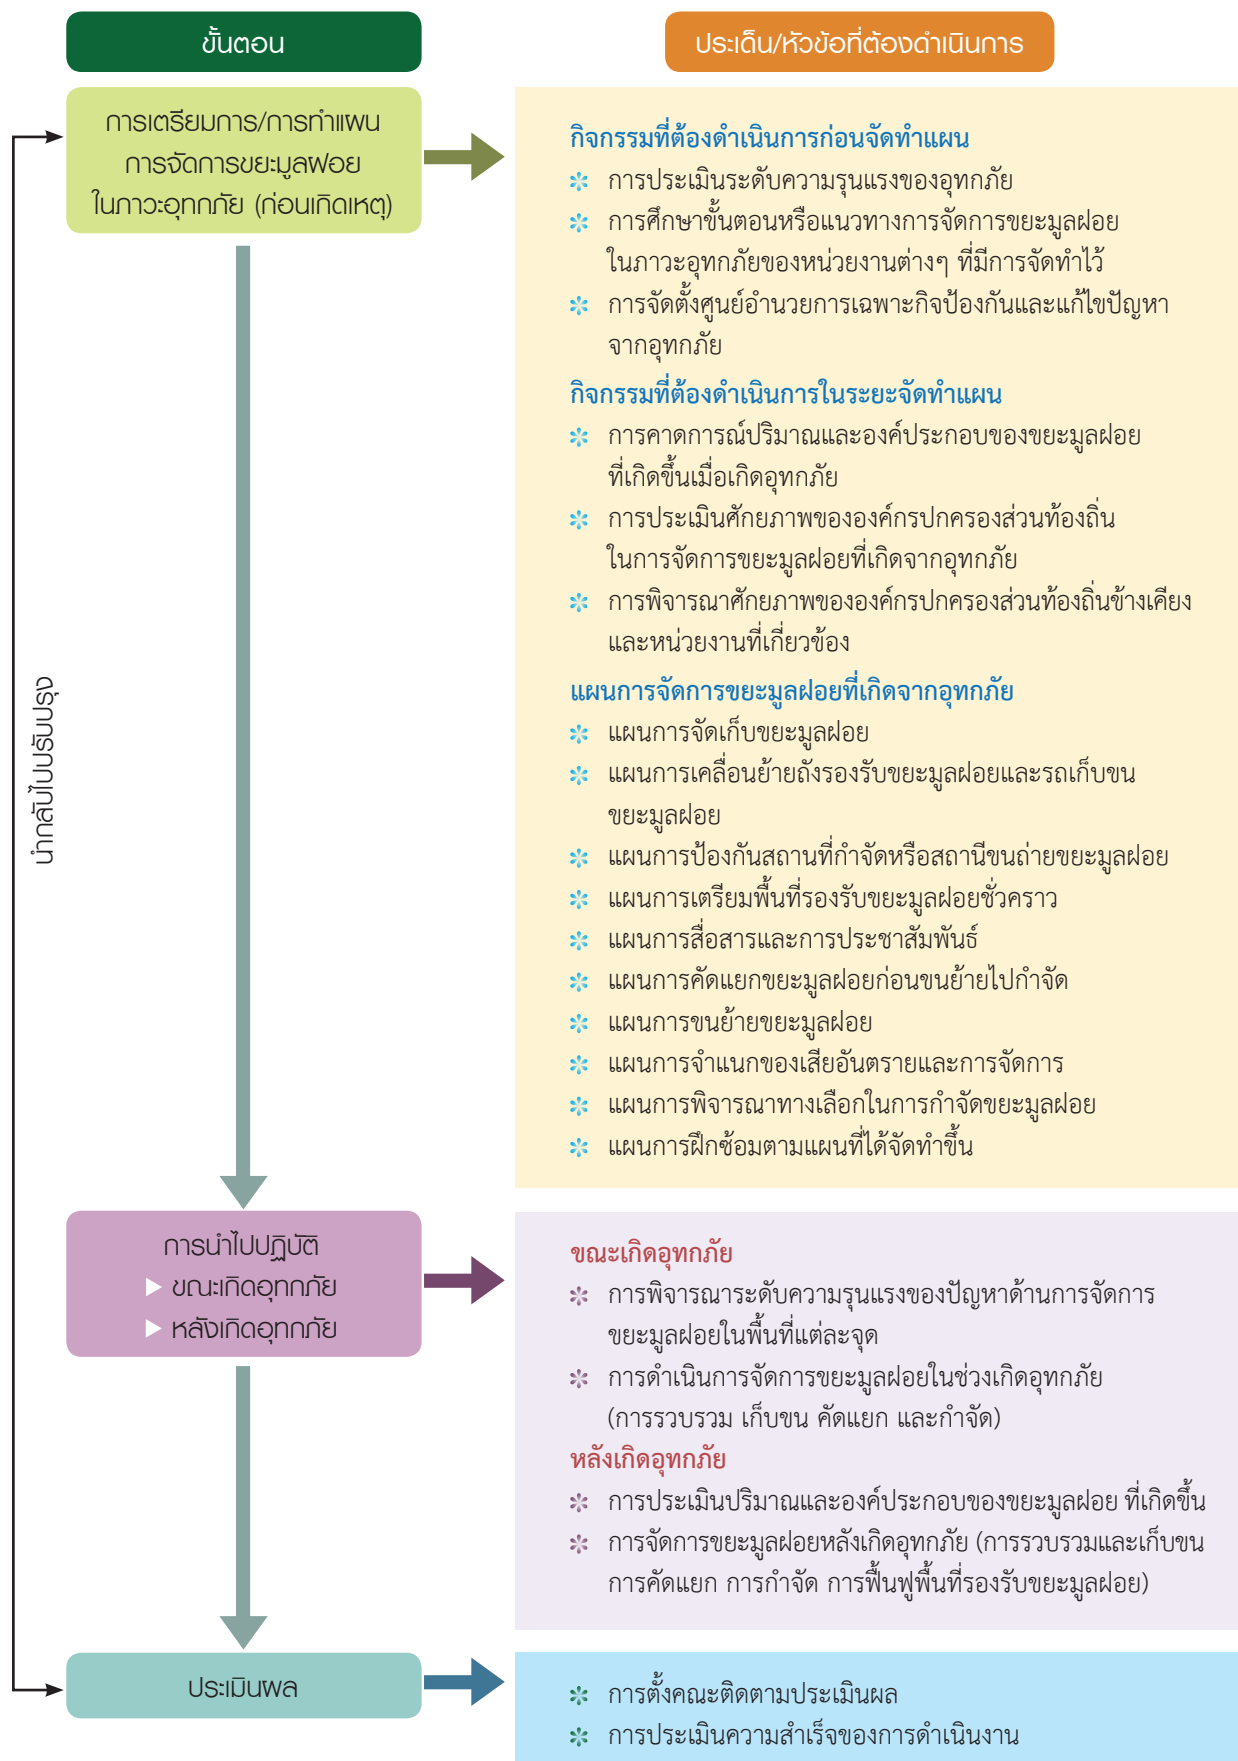 ขั้นตอน
ประเด็น/หัวข้อที่ต้องดำเนินการ
การเตรียมการ/การทำแผน
การจัดการขยะมูลฝอย
ในภาวะอุทกภัย (ก่อนเกิดเหตุ)
กิจกรรมที่ต้องดำเนินการก่อนจัดทำแผน
การประเมินระดับความรุนแรงของอุทกภัย
การศึกษาขั้นตอนหรือแนวทางการจัดการขยะมูลฝอย
ในภาวะอุทกภัยของหน่วยงานต่างๆ ที่มีการจัดทำไว้
การจัดตั้งศูนย์อำนวยการเฉพาะกิจป้องกันและแก้ไขปัญหา
จากอุทกภัย
กิจกรรมที่ต้องดำเนินการในระยะจัดทำแผน
การคาดการณ์ปริมาณและองค์ประกอบของขยะมูลฝอย
ที่เกิดขึ้นเมื่อเกิดอุทกภัย
การประเมินศักยภาพขององค์กรปกครองส่วนท้องถิ่น
ในการจัดการขยะมูลฝอยที่เกิดจากอุทกภัย
การพิจารณาศักยภาพขององค์กรปกครองส่วนท้องถิ่นข้างเคียง
และหน่วยงานที่เกี่ยวข้อง
แผนการจัดการขยะมูลฝอยที่เกิดจากอุทกภัย
แผนการจัดเก็บขยะมูลฝอย
แผนการเคลื่อนย้ายถังรองรับขยะมูลฝอยและรถเก็บขน
ขยะมูลฝอย
แผนการป้องกันสถานที่กำจัดหรือสถานีขนถ่ายขยะมูลฝอย
แผนการเตรียมพื้นที่รองรับขยะมูลฝอยชั่วคราว
แผนการสื่อสารและการประชาสัมพันธ์
แผนการคัดแยกขยะมูลฝอยก่อนขนย้ายไปกำจัด
แผนการขนย้ายขยะมูลฝอย
แผนการจำแนกของเสียอันตรายและการจัดการ
แผนการพิจารณาทางเลือกในการกำจัดขยะมูลฝอย
แผนการฝึกซ้อมตามแผนที่ได้จัดทำขึ้น
นำกลับไปปรับปรุง
การนำไปปฏิบัติ
ขณะเกิดอุทกภัย
หลังเกิดอุทกภัย
ขณะเกิดอุทกภัย
การพิจารณาระดับความรุนแรงของปัญหาด้านการจัดการ
ขยะมูลฝอยในพื้นที่แต่ละจุด
การดำเนินการจัดการขยะมูลฝอยในช่วงเกิดอุทกภัย
(การรวบรวม เก็บขน คัดแยก และกำจัด)
หลังเกิดอุทกภัย
การประเมินปริมาณและองค์ประกอบของขยะมูลฝอย ที่เกิดขึ้น
การจัดการขยะมูลฝอยหลังเกิดอุทกภัย (การรวบรวมและเก็บขน
การคัดแยก การกำจัด การฟื้นฟูพื้นที่รองรับขยะมูลฝอย)
ประเมินผล
การตั้งคณะติดตามประเมินผล
การประเมินความสำเร็จของการดำเนินงาน